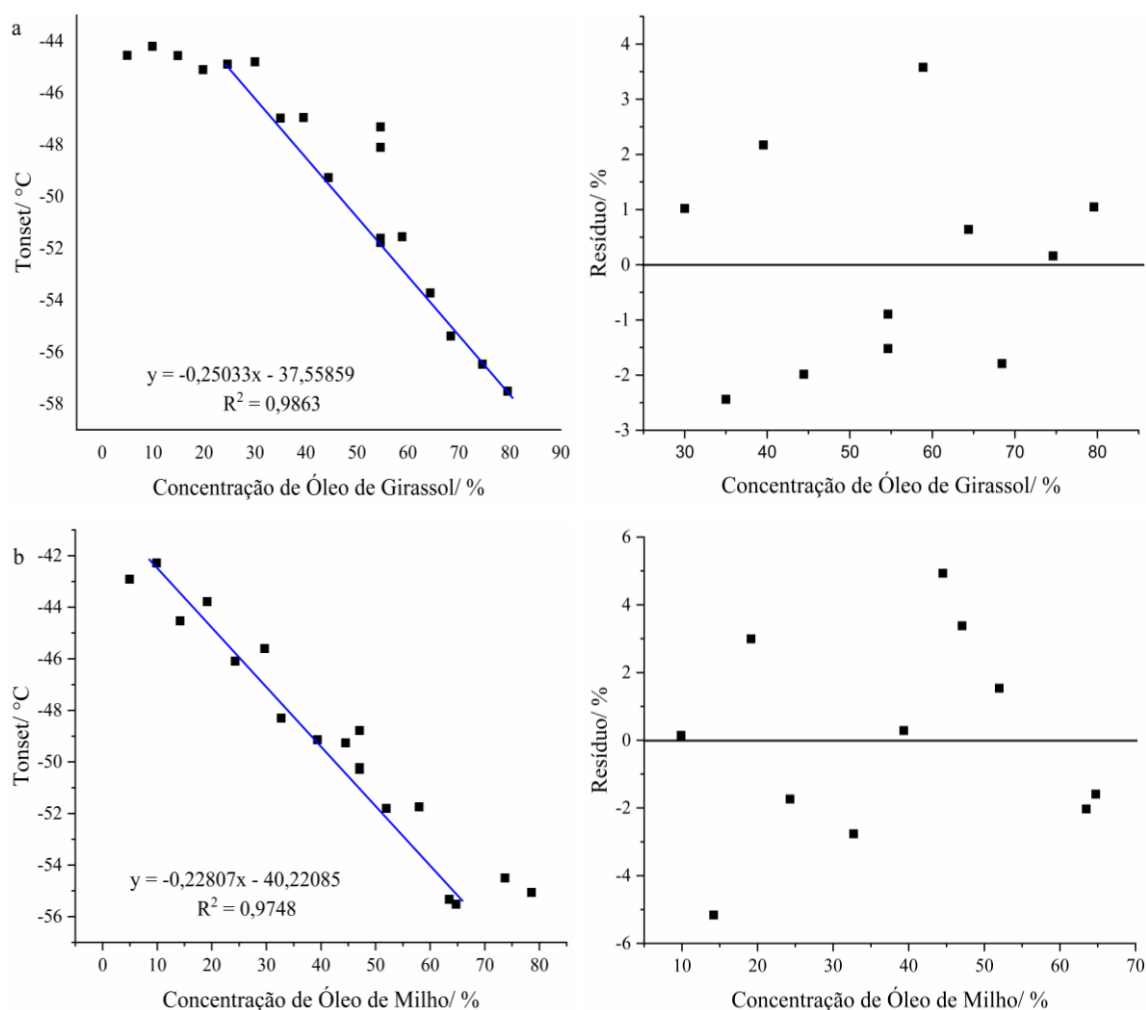 a
-44
-46
-48
-50
-52
-54
-56
-58
Tonset/ °C
y = -0,25033x - 37,55859
R² = 0,9863
0 10 20 30 40 50 60 70 80 90
Concentração de Óleo de Girassol/ %
4
3
2
1
0
-1
-2
-3
Resíduo/ %
30 40 50 60 70 80
Concentração de Óleo de Girassol/ %
b
-42
-44
-46
-48
-50
-52
-54
-56
Tonset/ °C
y = -0,22807x - 40,22085
R² = 0,9748
0 10 20 30 40 50 60 70 80
Concentração de Óleo de Milho/ %
6
4
2
0
-2
-4
-6
Resíduo/ %
10 20 30 40 50 60 70
Concentração de Óleo de Milho/ %